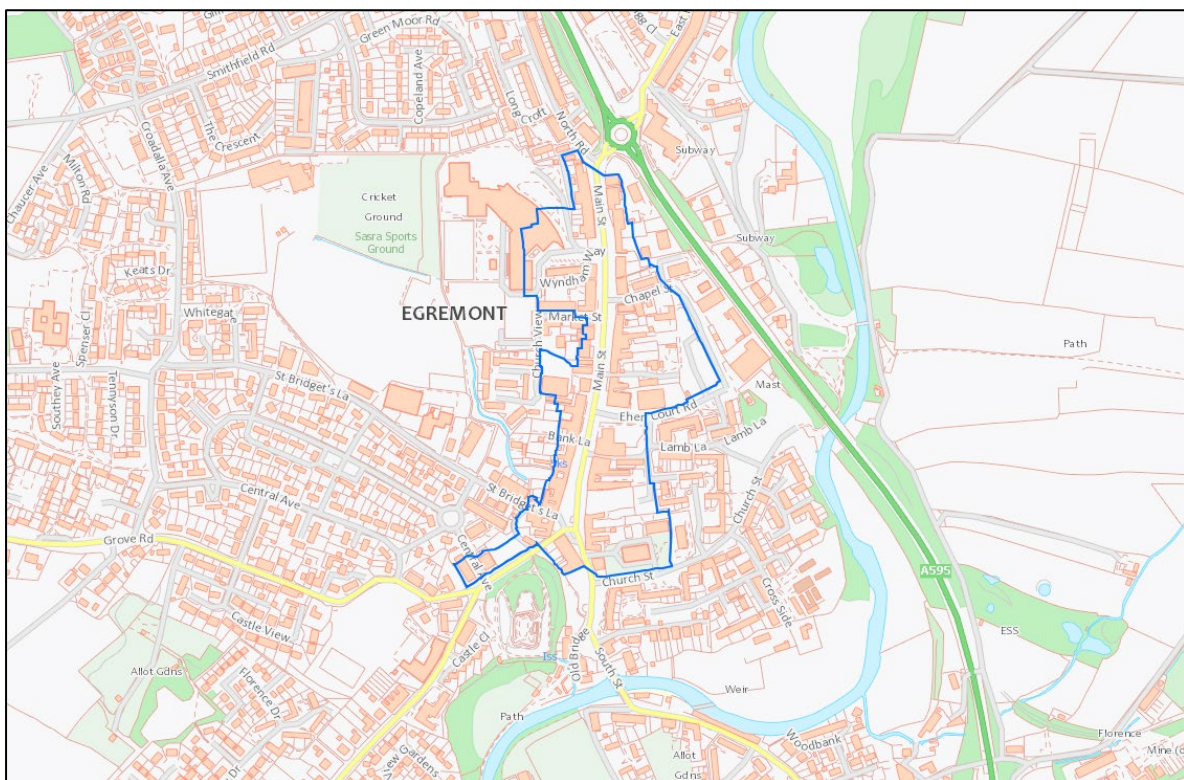 Green Moor Rd
Smithfield Rd
Copeland Ave
Long Croft
North Rd
Croadalla Ave
The Crescent
Milton Rd
Chaucer Ave
Subway
Cricket
Ground
Sasra Sports
Ground
Main St
Subway
Keats Dr
Wyndham Way
Chapel St
EGREMONT
Market St
Whitegate
Spenser Cl
Church View
Path
Southey Ave
Tennyson Dr
St Bridget's La
Main St
Mast
Ehen Court Rd
Bank La
Lamb La
Lamb La
Central Ave
St Bridget's La
Church St
Grove Rd
Central Ave
Church St
A595
Cross Side
Castle View
Castle Cl
ESS
Old Bridge
Iss
South St
Allot Gdns
Florence Dr
Weir
Path
Woodbank
Florence
Allot
Gdns
Gardens